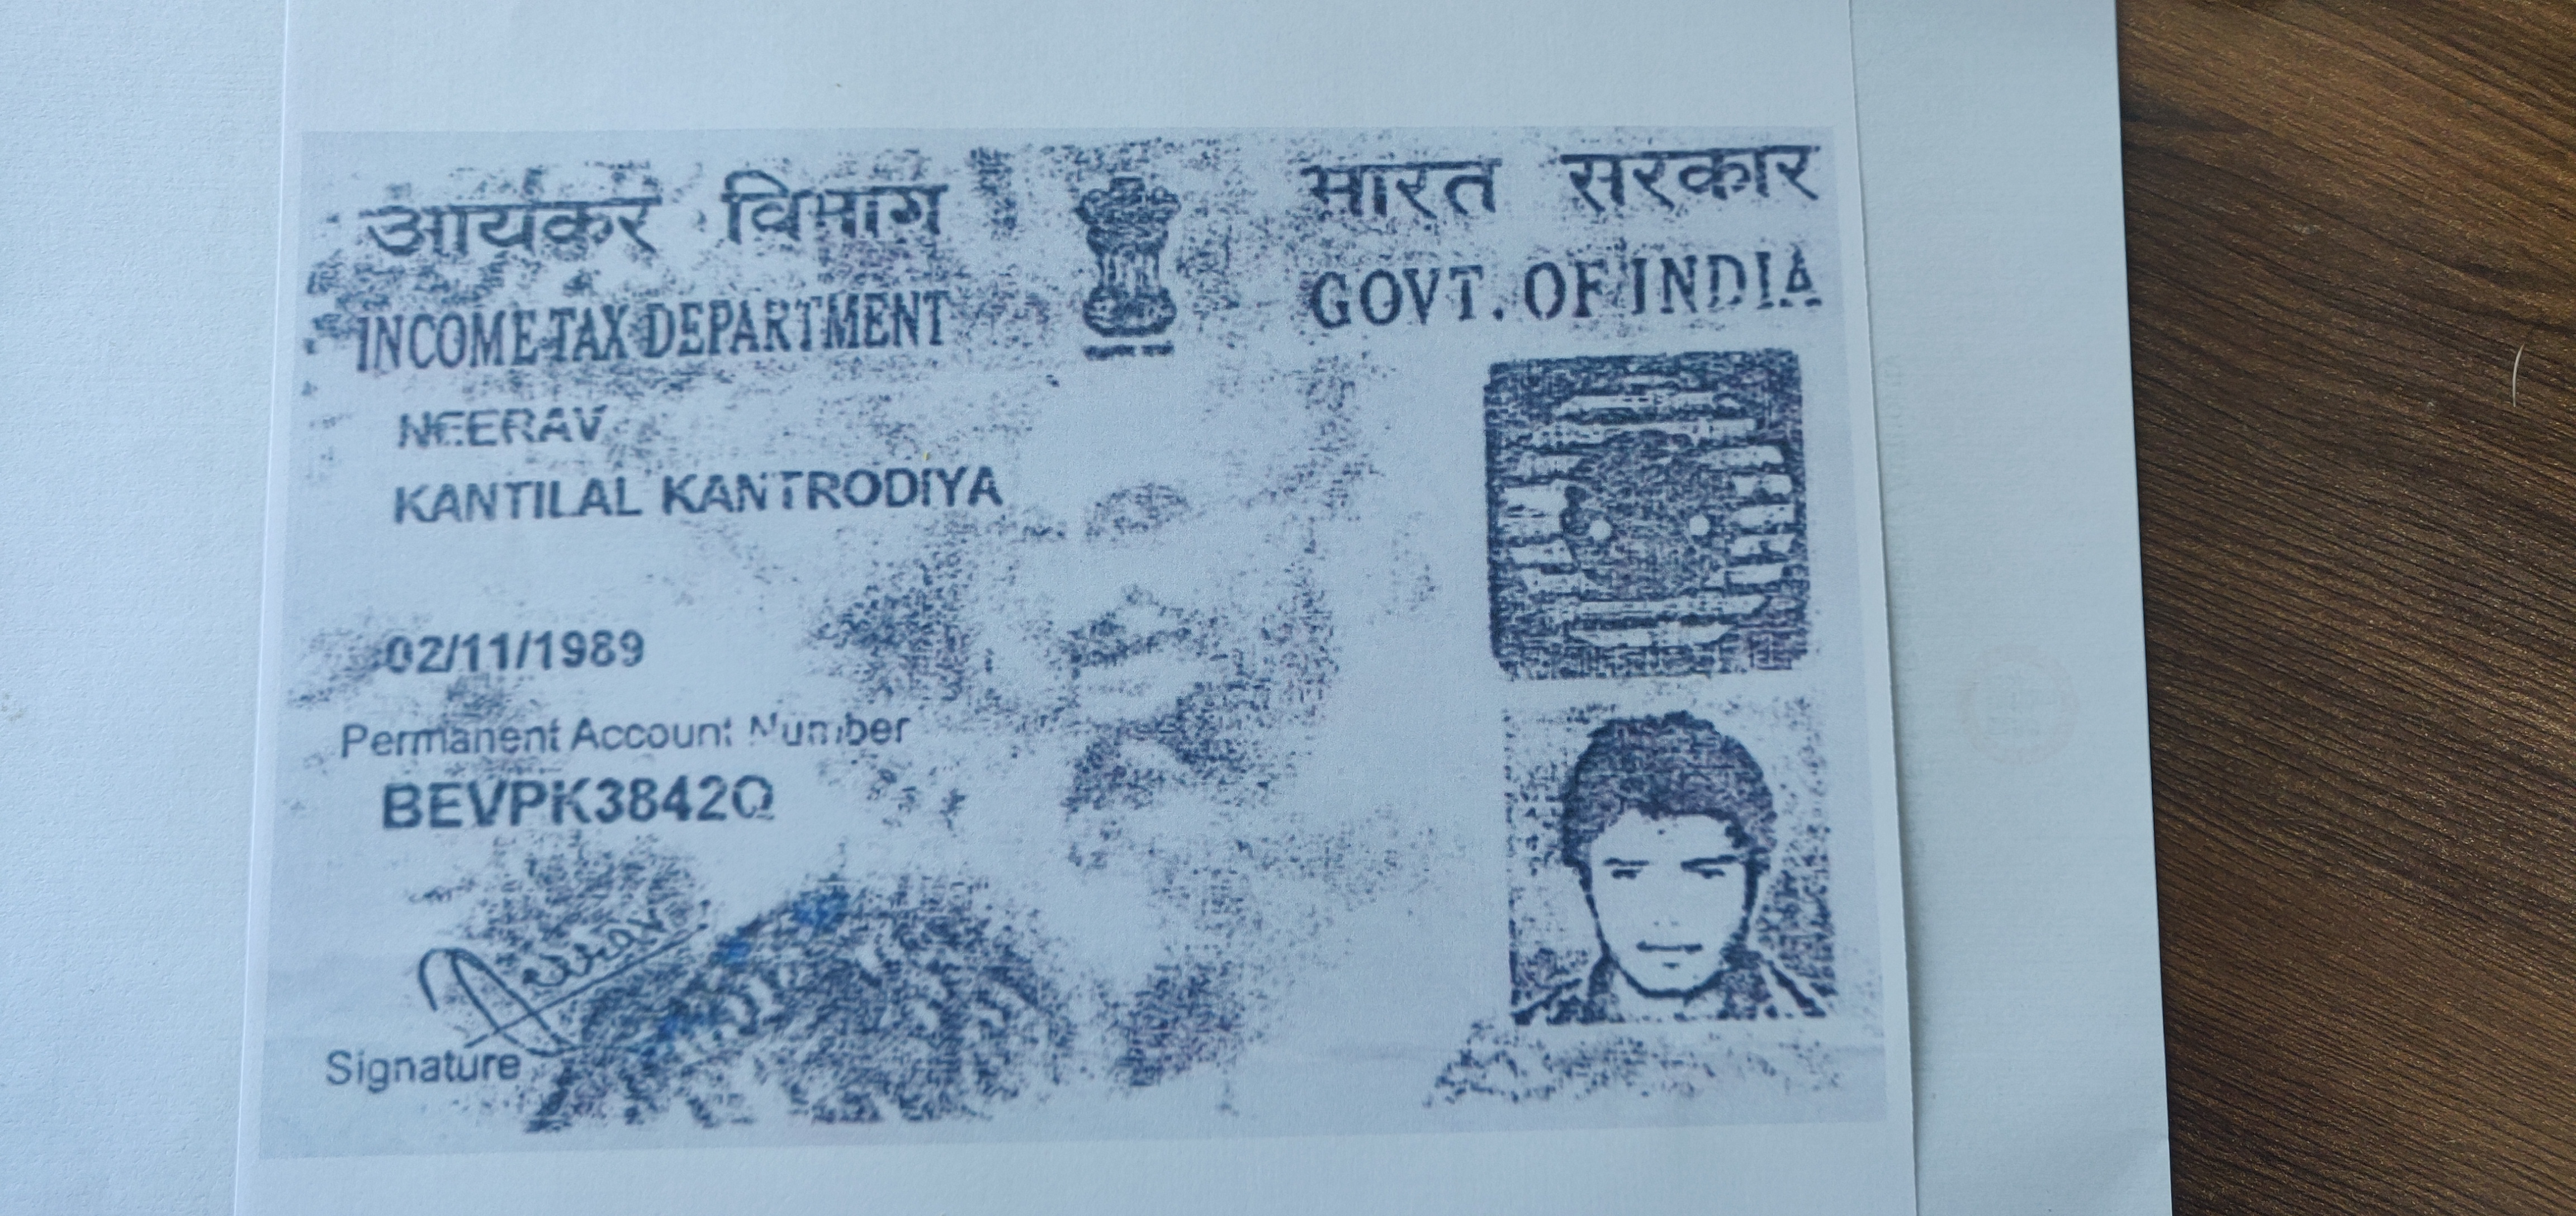 आयकर विभाग
भारत सरकार
INCOME TAX DEPARTMENT
GOVT. OF INDIA
NEERAV
KANTILAL KANTRODIYA
02/11/1989
Permanent Account Number
BEVPK3842Q
Neerav
Signature